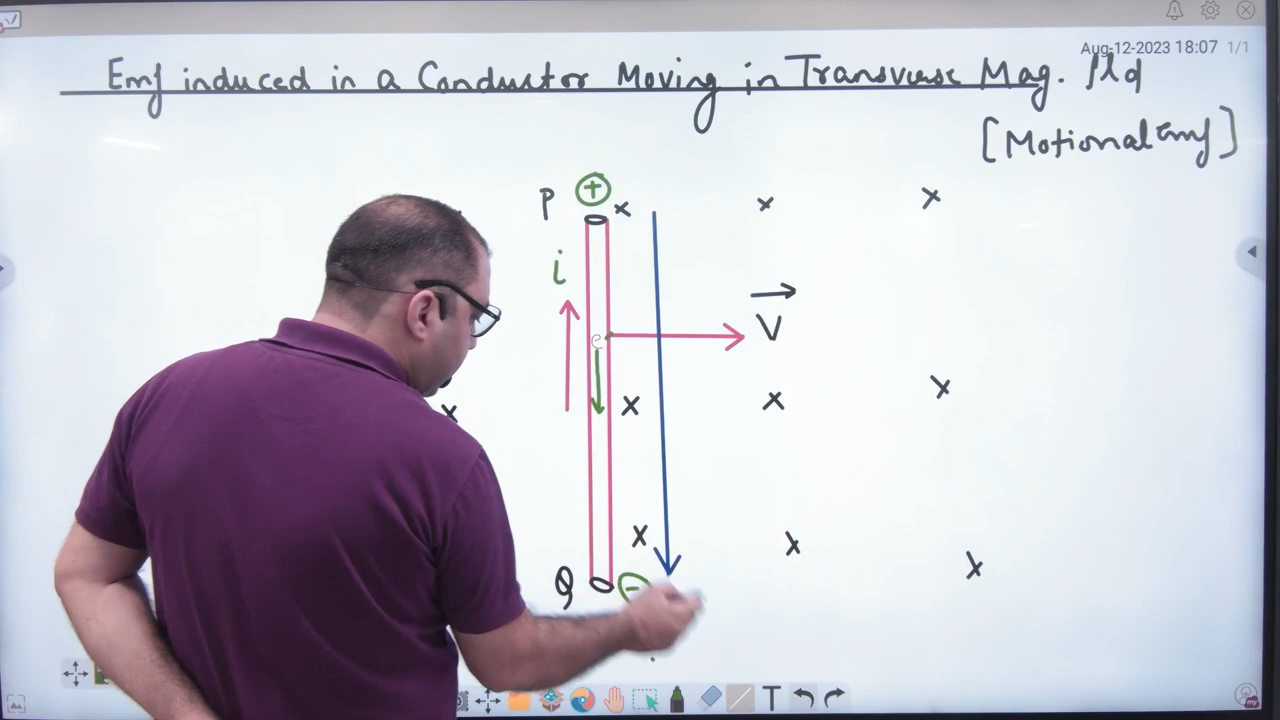 Aug-12-2023 18:07 1/1
Emf induced in a Conductor Moving in Transverse Mag. fld
[Motional Emf]
P + x x x
i
V
e
x x x x
x x x
Q -
T